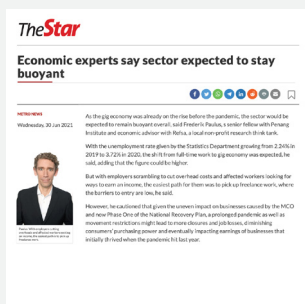 TheStar
Economic experts say sector expected to stay
buoyant
METRO NEWS
Wednesday, 30 Jun 2021
As the gig economy was already on the rise before the pandemic, the sector would be
expected to remain buoyant overall, said Frederik Paulus, a senior fellow with Penang
Institute and economic advisor with Refsa, a local non-profit research think tank.
With the unemployment rate given by the Statistics Department growing from 2.24% in
2019 to 3.72% in 2020, the shift from full-time work to gig economy was expected, he
said, adding that the figure could be higher.
But with employers scrambling to cut overhead costs and affected workers looking for
ways to earn an income, the easiest path for them was to pick up freelance work, where
the barriers to entry are low, he said.
However, he cautioned that given the uneven impact on businesses caused by the MCO
and now Phase One of the National Recovery Plan, a prolonged pandemic as well as
movement restrictions might lead to more closures and job losses, diminishing
consumers' purchasing power and eventually impacting earnings of businesses that
initially thrived when the pandemic hit last year.